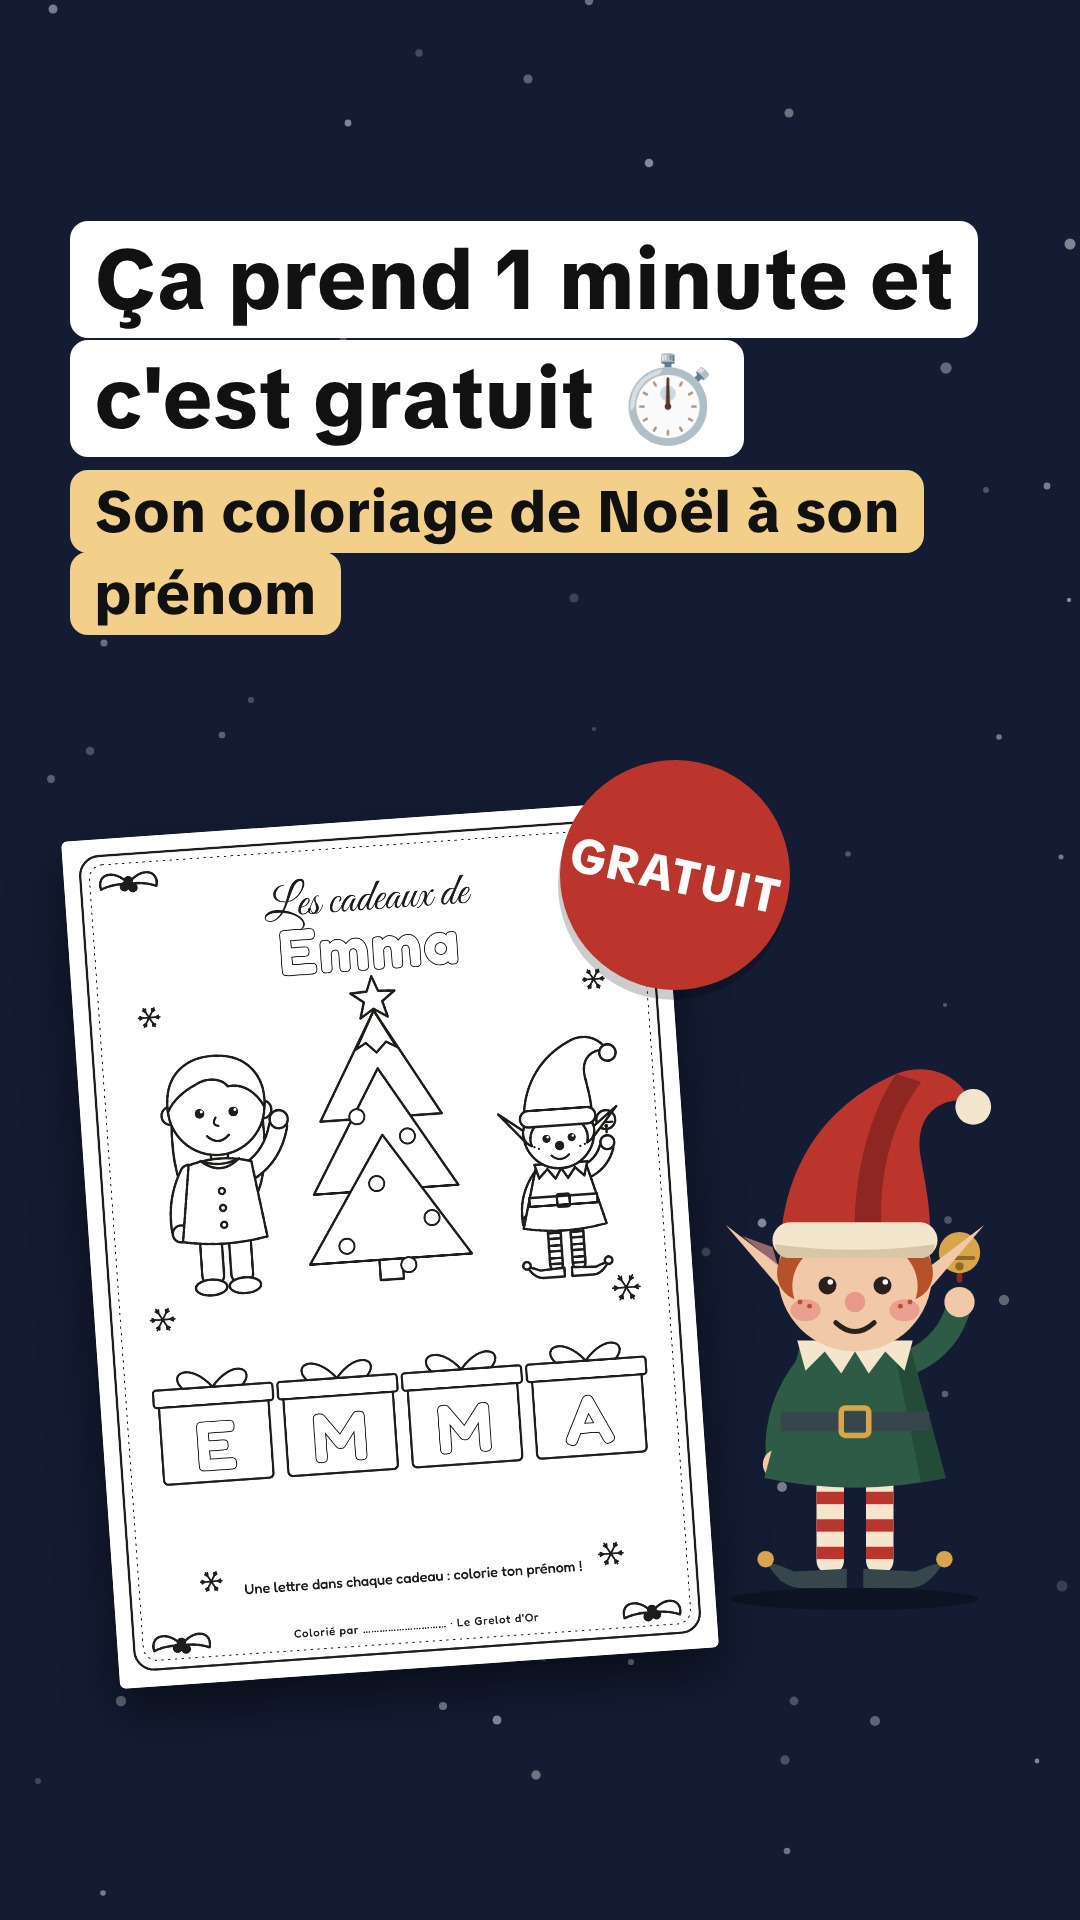 Ça prend 1 minute et
c'est gratuit ⏱️
Son coloriage de Noël à son
prénom
GRATUIT
Les cadeaux de
Emma
E M M A
Une lettre dans chaque cadeau : colorie ton prénom !
Colorié par .............................. · Le Grelot d'Or